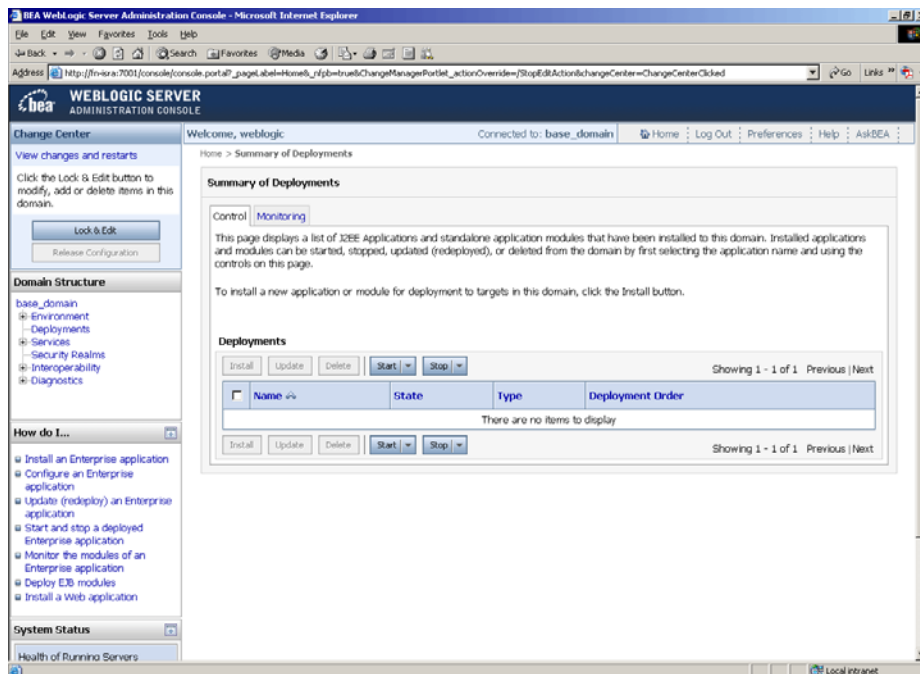 BEA WebLogic Server Administration Console - Microsoft Internet Explorer
File Edit View Favorites Tools Help
Back Search Favorites Media
Address http://fn-isra:7001/console/console.portal?_pageLabel=Home&_nfpb=true&ChangeManagerPortlet_actionOverride=/StopEditAction&changeCenter=ChangeCenterClicked Go Links
bea WEBLOGIC SERVER
ADMINISTRATION CONSOLE
Change Center
View changes and restarts
Click the Lock & Edit button to
modify, add or delete items in this
domain.
Lock & Edit
Release Configuration
Domain Structure
base_domain
Environment
Deployments
Services
Security Realms
Interoperability
Diagnostics
How do I...
Install an Enterprise application
Configure an Enterprise
application
Update (redeploy) an Enterprise
application
Start and stop a deployed
Enterprise application
Monitor the modules of an
Enterprise application
Deploy EJB modules
Install a Web application
System Status
Health of Running Servers
Welcome, weblogic Connected to: base_domain Home Log Out Preferences Help AskBEA
Home > Summary of Deployments
Summary of Deployments
Control Monitoring
This page displays a list of J2EE Applications and standalone application modules that have been installed to this domain. Installed applications
and modules can be started, stopped, updated (redeployed), or deleted from the domain by first selecting the application name and using the
controls on this page.
To install a new application or module for deployment to targets in this domain, click the Install button.
Deployments
Install Update Delete Start Stop Showing 1 - 1 of 1 Previous | Next
Name State Type Deployment Order
There are no items to display
Install Update Delete Start Stop Showing 1 - 1 of 1 Previous | Next
Local intranet